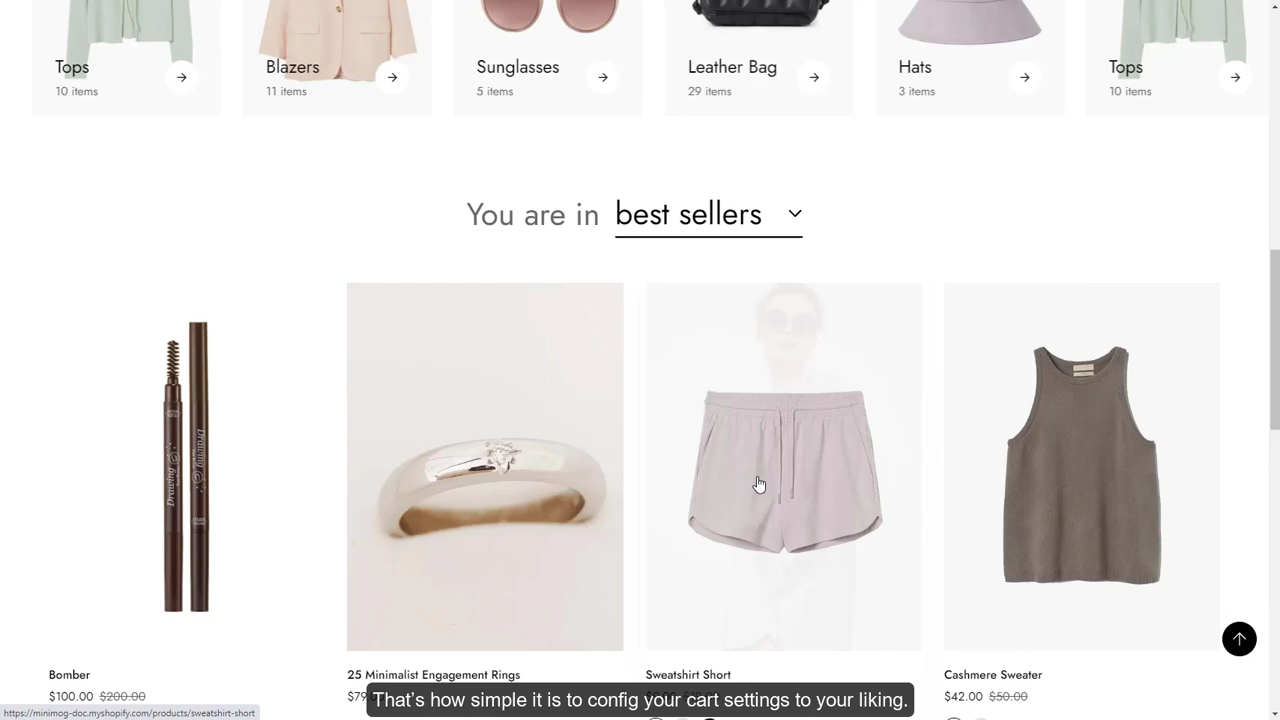 Tops
10 items
Blazers
11 items
Sunglasses
5 items
Leather Bag
29 items
Hats
3 items
Tops
10 items
You are in best sellers
Drawing
Drawing
Bomber
$100.00 $200.00
25 Minimalist Engagement Rings
$79
Sweatshirt Short
Cashmere Sweater
$42.00 $50.00
That's how simple it is to config your cart settings to your liking.
https://minimog-doc.myshopify.com/products/sweatshirt-short